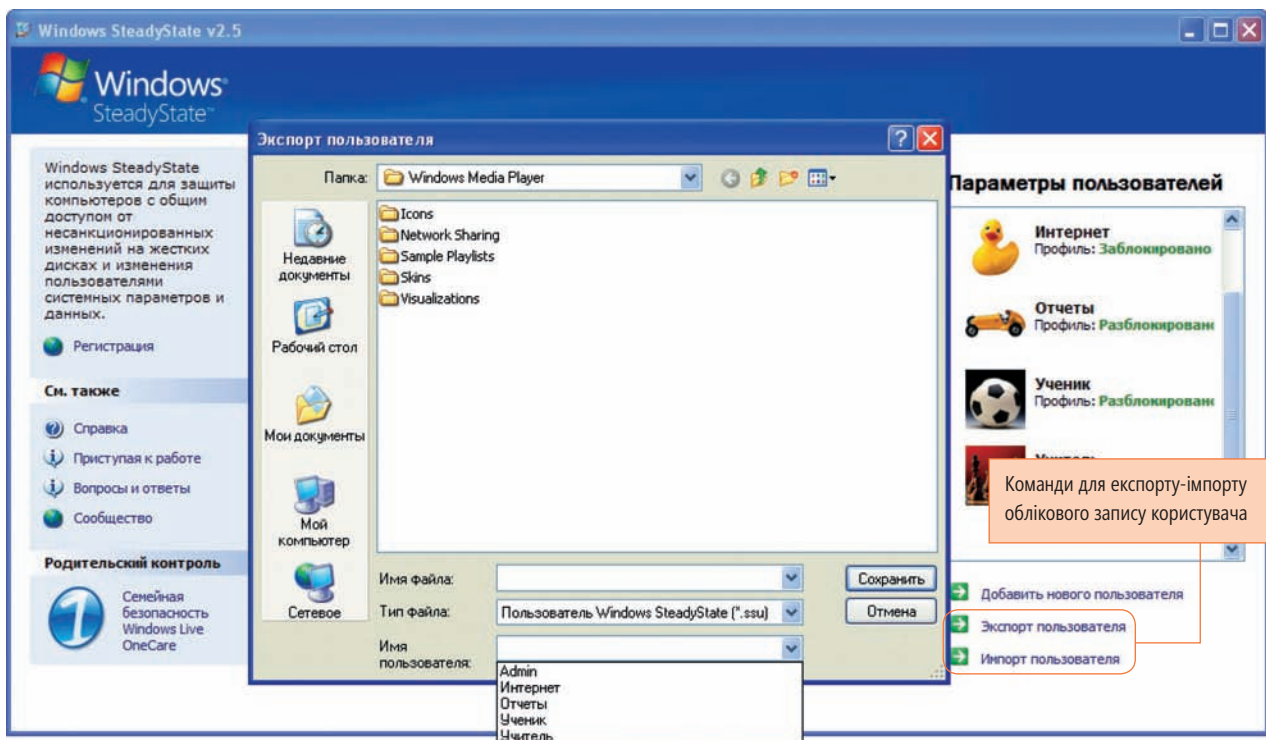 Windows SteadyState v2.5
Windows®
SteadyState™
Windows SteadyState
используется для защиты
компьютеров с общим
доступом от
несанкционированных
изменений на жестких
дисках и изменения
пользователями
системных параметров и
данных.
Регистрация
См. также
Справка
Приступая к работе
Вопросы и ответы
Сообщество
Родительский контроль
Семейная
безопасность
Windows Live
OneCare
Экспорт пользователя
Папка:
Windows Media Player
Недавние
документы
Рабочий стол
Мои документы
Мой
компьютер
Сетевое
Icons
Network Sharing
Sample Playlists
Skins
Visualizations
Имя файла:
Сохранить
Тип файла:
Пользователь Windows SteadyState (*.ssu)
Отмена
Имя
пользователя:
Admin
Интернет
Отчеты
Ученик
Учитель
Параметры пользователей
Интернет
Профиль: Заблокировано
Отчеты
Профиль: Разблокирован
Ученик
Профиль: Разблокирован
Учитель
Команди для експорту-імпорту
облікового запису користувача
Добавить нового пользователя
Экспорт пользователя
Импорт пользователя